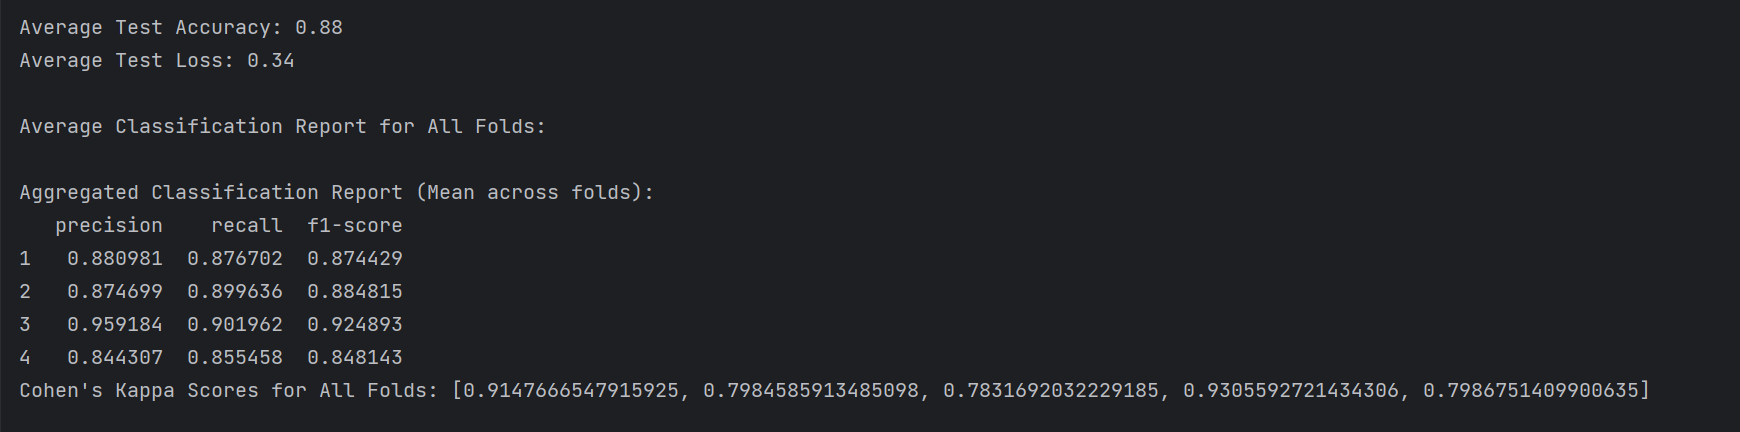 Average Test Accuracy: 0.88
Average Test Loss: 0.34
Average Classification Report for All Folds:
Aggregated Classification Report (Mean across folds):
precision recall f1-score
1 0.880981 0.876702 0.874429
2 0.874699 0.899636 0.884815
3 0.959184 0.901962 0.924893
4 0.844307 0.855458 0.848143
Cohen's Kappa Scores for All Folds: [0.9147666547915925, 0.7984585913485098, 0.7831692032229185, 0.9305592721434306, 0.7986751409900635]